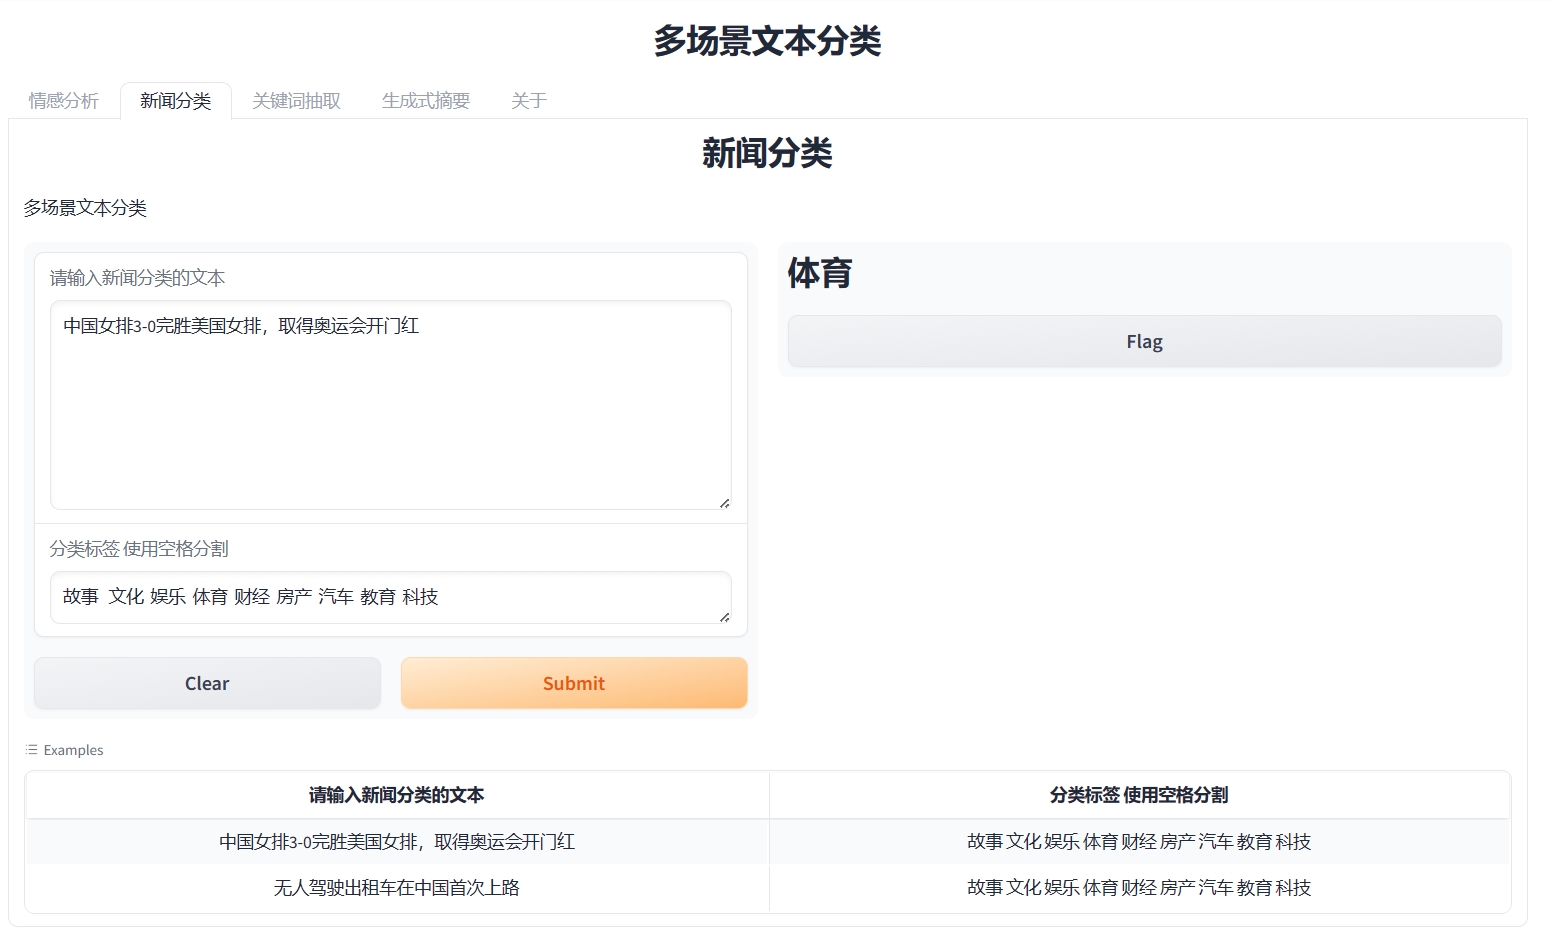 多场景文本分类
情感分析 新闻分类 关键词抽取 生成式摘要 关于
新闻分类
多场景文本分类
请输入新闻分类的文本
中国女排3-0完胜美国女排，取得奥运会开门红
分类标签 使用空格分割
故事 文化 娱乐 体育 财经 房产 汽车 教育 科技
Clear Submit
体育
Flag
Examples
请输入新闻分类的文本 分类标签 使用空格分割
中国女排3-0完胜美国女排，取得奥运会开门红 故事 文化 娱乐 体育 财经 房产 汽车 教育 科技
无人驾驶出租车在中国首次上路 故事 文化 娱乐 体育 财经 房产 汽车 教育 科技